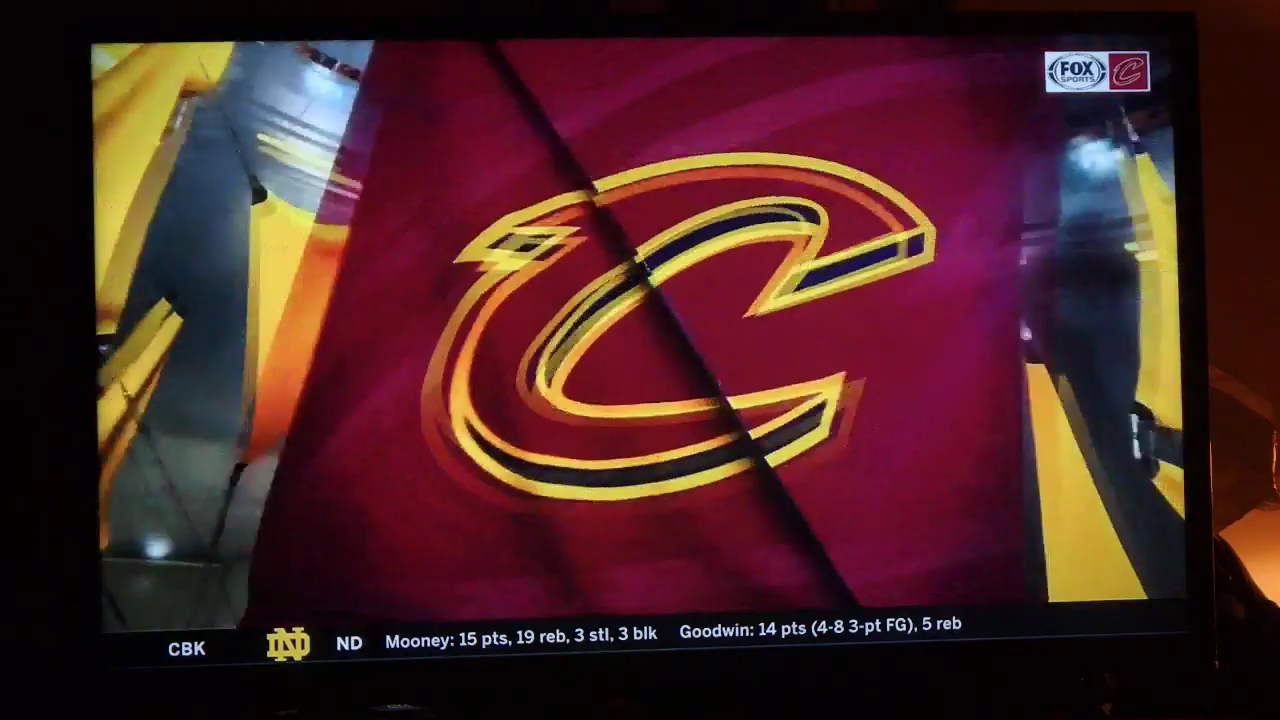 FOX
SPORTS
C
C
CBK ND ND Mooney: 15 pts, 19 reb, 3 stl, 3 blk Goodwin: 14 pts (4-8 3-pt FG), 5 reb